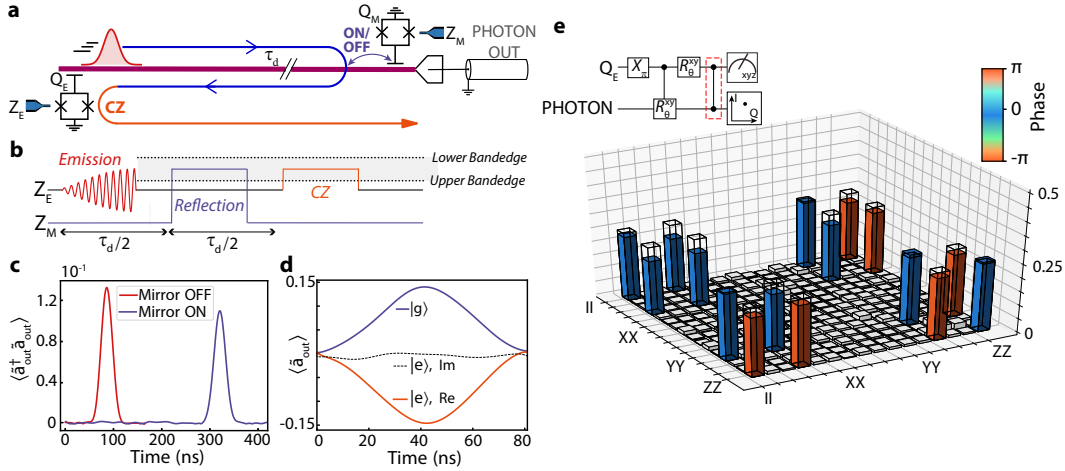 a
ON/
OFF
Q_M
Z_M
PHOTON
OUT
τ_d
Q_E
Z_E
CZ
b
Emission
Lower Bandedge
Upper Bandedge
Z_E
CZ
Reflection
Z_M
τ_d/2
τ_d/2
c
10⁻¹
Mirror OFF
Mirror ON
⟨ã†_out ã_out⟩
1.2
0.8
0.4
0
0
100
200
300
400
Time (ns)
d
0.15
|g⟩
|e⟩, Im
|e⟩, Re
⟨ã_out⟩
-0.15
0
20
40
60
80
Time (ns)
e
Q_E
X_π
R_θ^xy
xyz
PHOTON
R_θ^xy
I
Q
π
0
-π
Phase
0.5
0.25
0
II
XX
YY
ZZ
II
XX
YY
ZZ